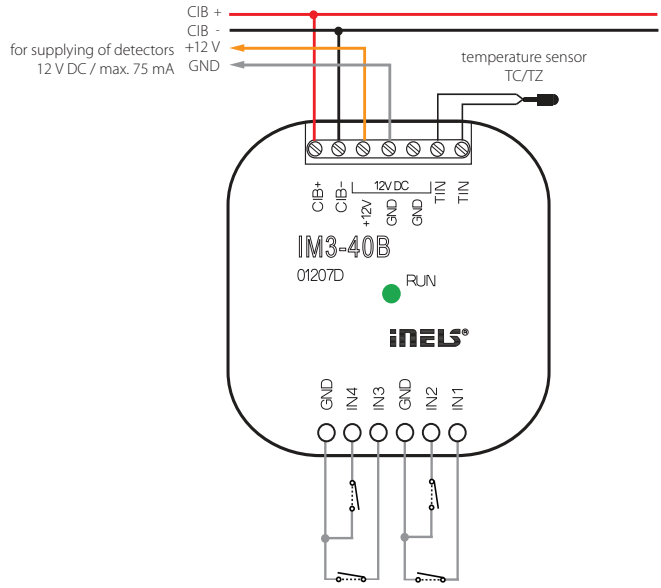 CIB +
CIB -
for supplying of detectors +12 V
12 V DC / max. 75 mA GND
temperature sensor
TC/TZ
12V DC
CIB+
CIB-
+12V
GND
GND
TIN
TIN
IM3-40B
01207D
RUN
iNELS®
GND
IN4
IN3
GND
IN2
IN1